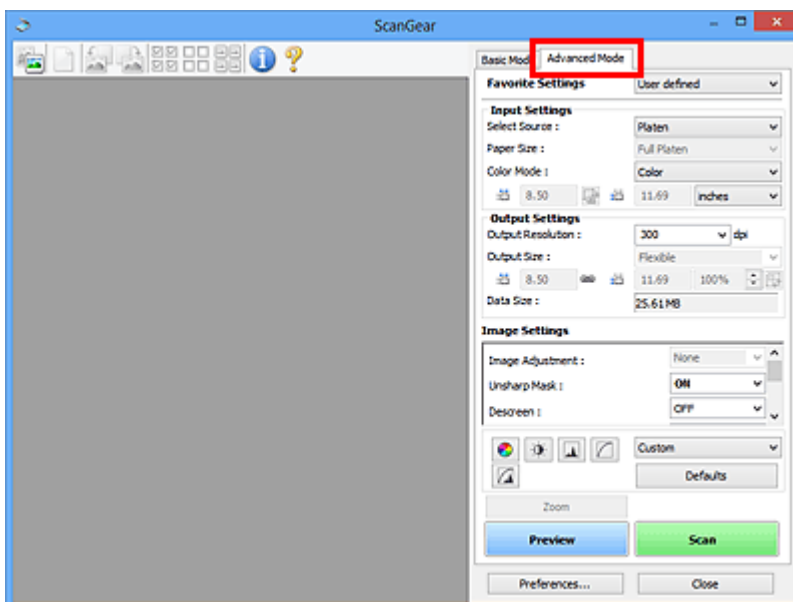 ScanGear
Basic Mod Advanced Mode
Favorite Settings User defined
Input Settings
Select Source : Platen
Paper Size : Full Platen
Color Mode : Color
8.50 11.69 inches
Output Settings
Output Resolution : 300 dpi
Output Size : Flexible
8.50 11.69 100%
Data Size : 25.61 MB
Image Settings
Image Adjustment : None
Unsharp Mask : ON
Descreen : OFF
Custom
Defaults
Zoom
Preview Scan
Preferences... Close